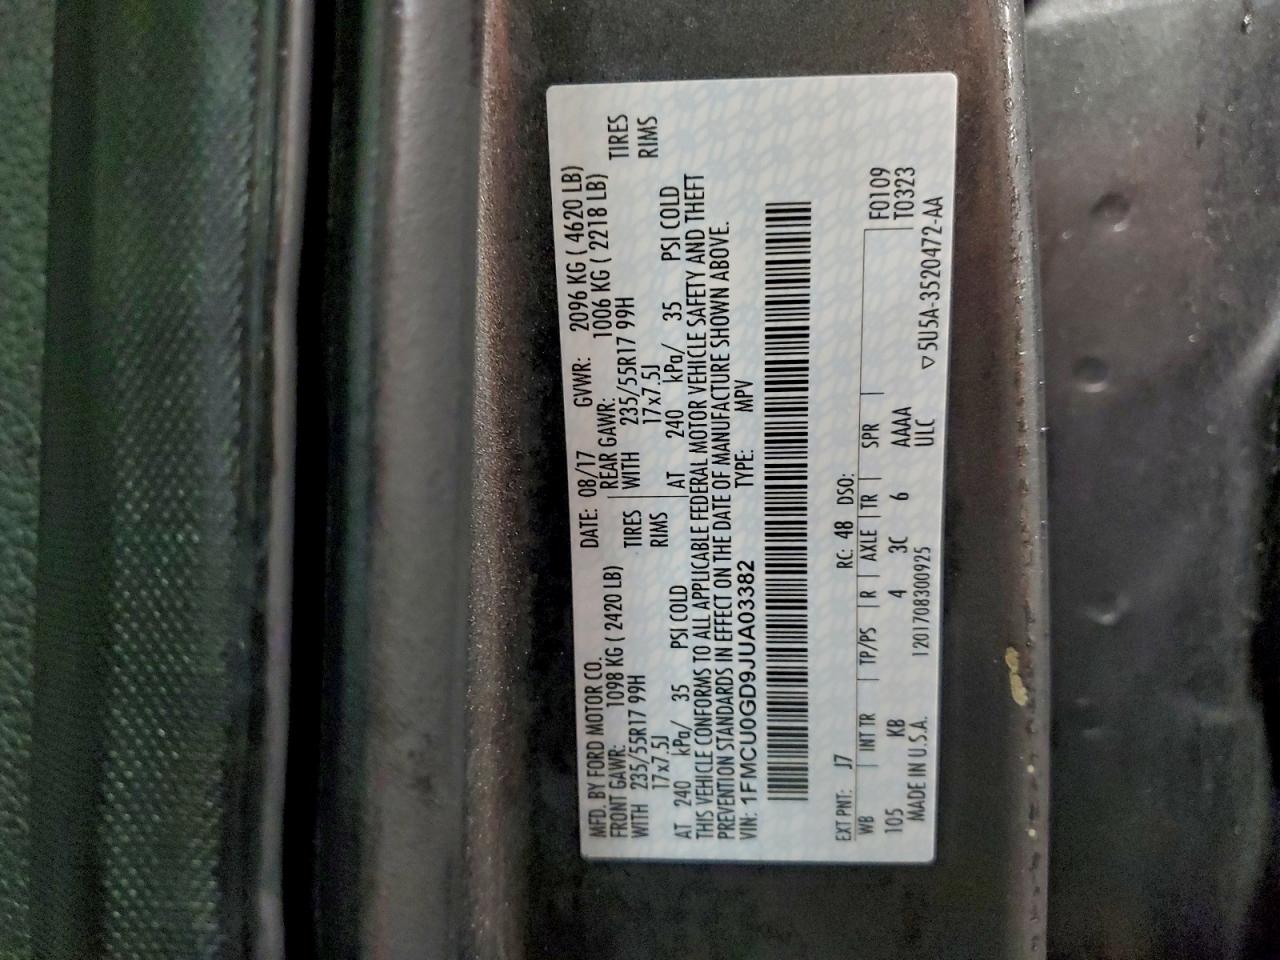 MFD. BY FORD MOTOR CO.
DATE: 08/17 GVWR: 2096 KG ( 4620 LB)
FRONT GAWR: 1098 KG ( 2420 LB) REAR GAWR: 1006 KG ( 2218 LB)
WITH 235/55R17 99H TIRES WITH 235/55R17 99H TIRES
17x7.5J RIMS 17x7.5J RIMS
AT 240 kPa/ 35 PSI COLD AT 240 kPa/ 35 PSI COLD
THIS VEHICLE CONFORMS TO ALL APPLICABLE FEDERAL MOTOR VEHICLE SAFETY AND THEFT
PREVENTION STANDARDS IN EFFECT ON THE DATE OF MANUFACTURE SHOWN ABOVE.
VIN: 1FMCU0GD9JUA03382 TYPE: MPV
EXT PNT: J7 RC: 48 DSO:
WB INT TR TP/PS R AXLE TR SPR F0109
105 KB 4 3C 6 AAAA T0323
MADE IN U.S.A. 1201708300925 ULC
▽5U5A-3520472-AA